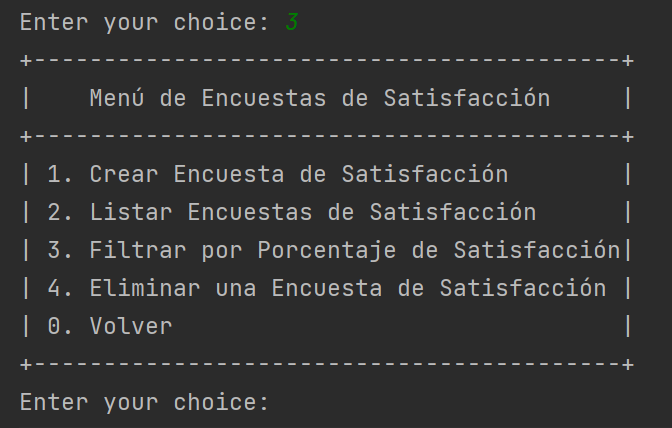 Enter your choice: 3
+------------------------------------------+
|    Menú de Encuestas de Satisfacción     |
+------------------------------------------+
| 1. Crear Encuesta de Satisfacción        |
| 2. Listar Encuestas de Satisfacción      |
| 3. Filtrar por Porcentaje de Satisfacción|
| 4. Eliminar una Encuesta de Satisfacción |
| 0. Volver                                |
+------------------------------------------+
Enter your choice: